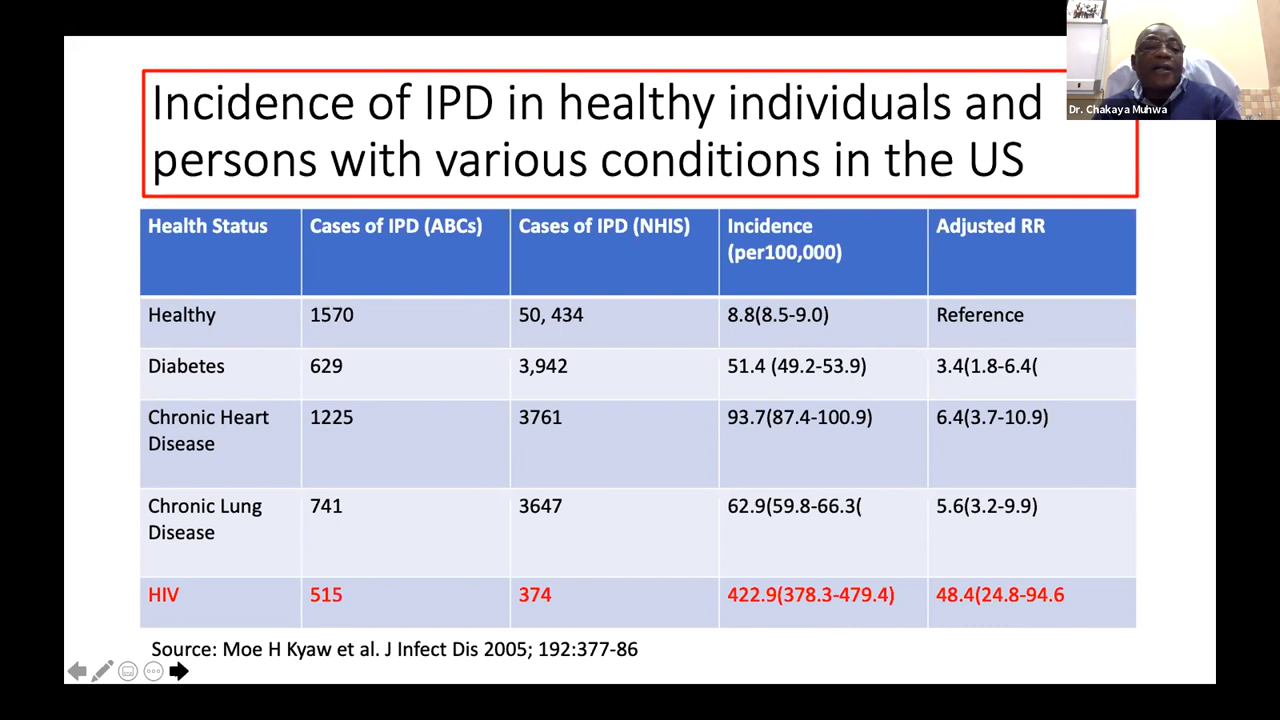 Dr. Chakaya Muhwa
Incidence of IPD in healthy individuals and
persons with various conditions in the US
Health Status
Cases of IPD (ABCs)
Cases of IPD (NHIS)
Incidence
(per100,000)
Adjusted RR
Healthy
1570
50, 434
8.8(8.5-9.0)
Reference
Diabetes
629
3,942
51.4 (49.2-53.9)
3.4(1.8-6.4(
Chronic Heart
Disease
1225
3761
93.7(87.4-100.9)
6.4(3.7-10.9)
Chronic Lung
Disease
741
3647
62.9(59.8-66.3(
5.6(3.2-9.9)
HIV
515
374
422.9(378.3-479.4)
48.4(24.8-94.6
Source: Moe H Kyaw et al. J Infect Dis 2005; 192:377-86